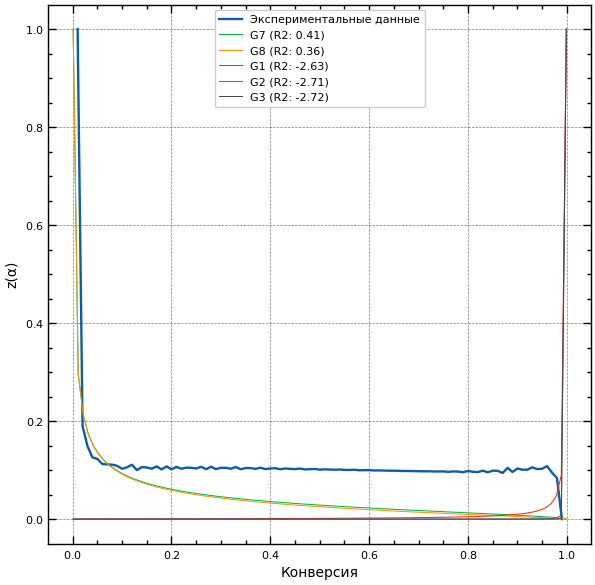 Экспериментальные данные
G7 (R2: 0.41)
G8 (R2: 0.36)
G1 (R2: -2.63)
G2 (R2: -2.71)
G3 (R2: -2.72)
z(α)
1.0
0.8
0.6
0.4
0.2
0.0
0.0 0.2 0.4 0.6 0.8 1.0
Конверсия